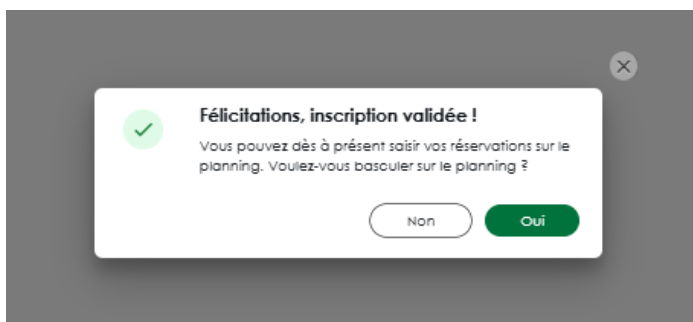 Félicitations, inscription validée !
Vous pouvez dès à présent saisir vos réservations sur le
planning. Voulez-vous basculer sur le planning ?
Non
Oui